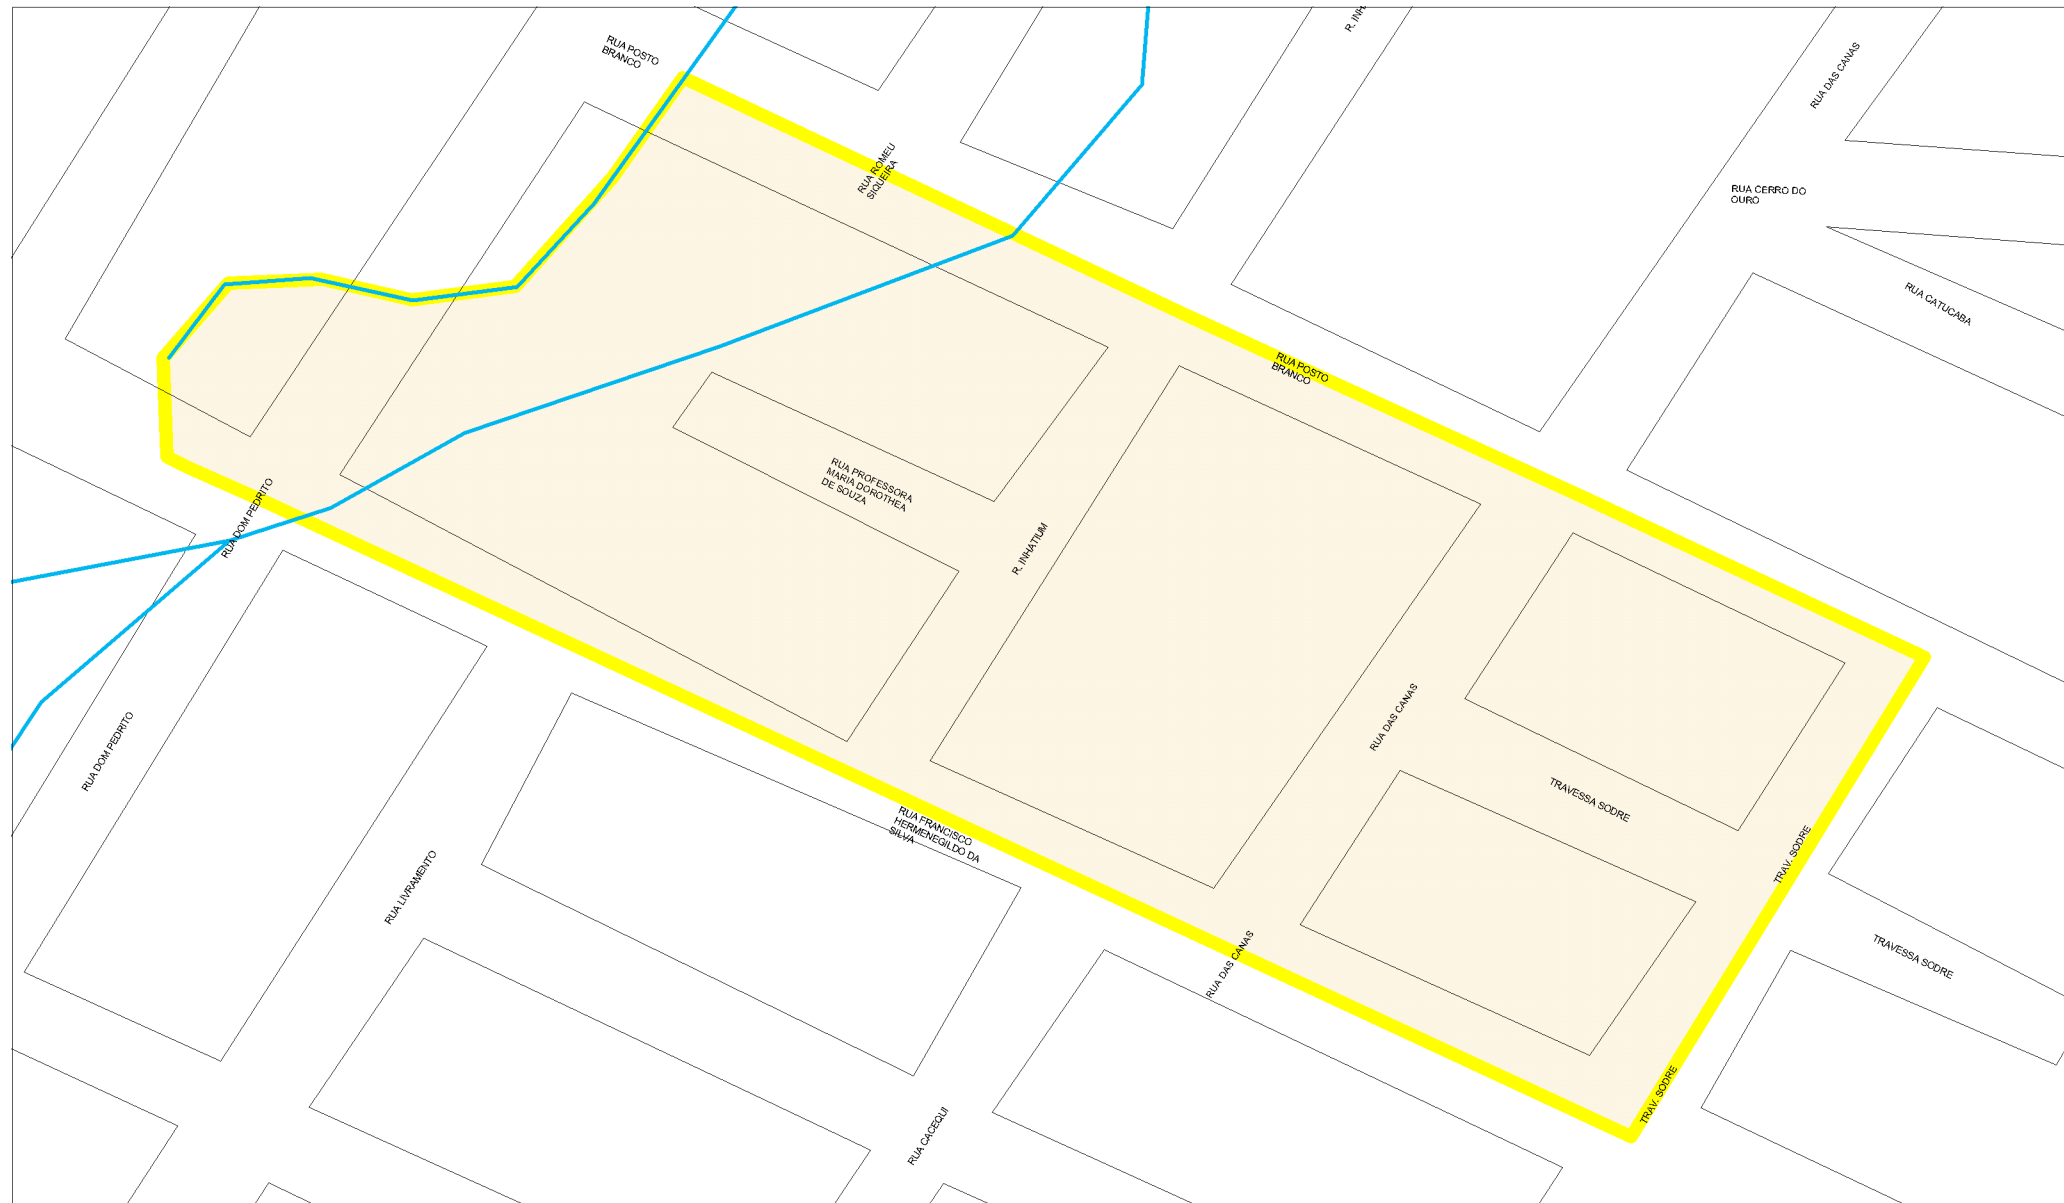 RUA POSTO
BRANCO
R. INH
RUA DAS CANAS
RUA ROMEU
SIQUEIRA
RUA CERRO DO
OURO
RUA CATUCABA
RUA POSTO
BRANCO
RUA PROFESSORA
MARIA DOROTHEA
DE SOUZA
RUA DOM PEDRITO
R. INHATIUM
RUA DAS CANAS
RUA DOM PEDRITO
TRAVESSA SODRE
RUA FRANCISCO
HERMENEGILDO DA
SILVA
TRAV. SODRE
RUA LIVRAMENTO
RUA DAS CANAS
TRAVESSA SODRE
TRAV. SODRE
RUA CACEQUI